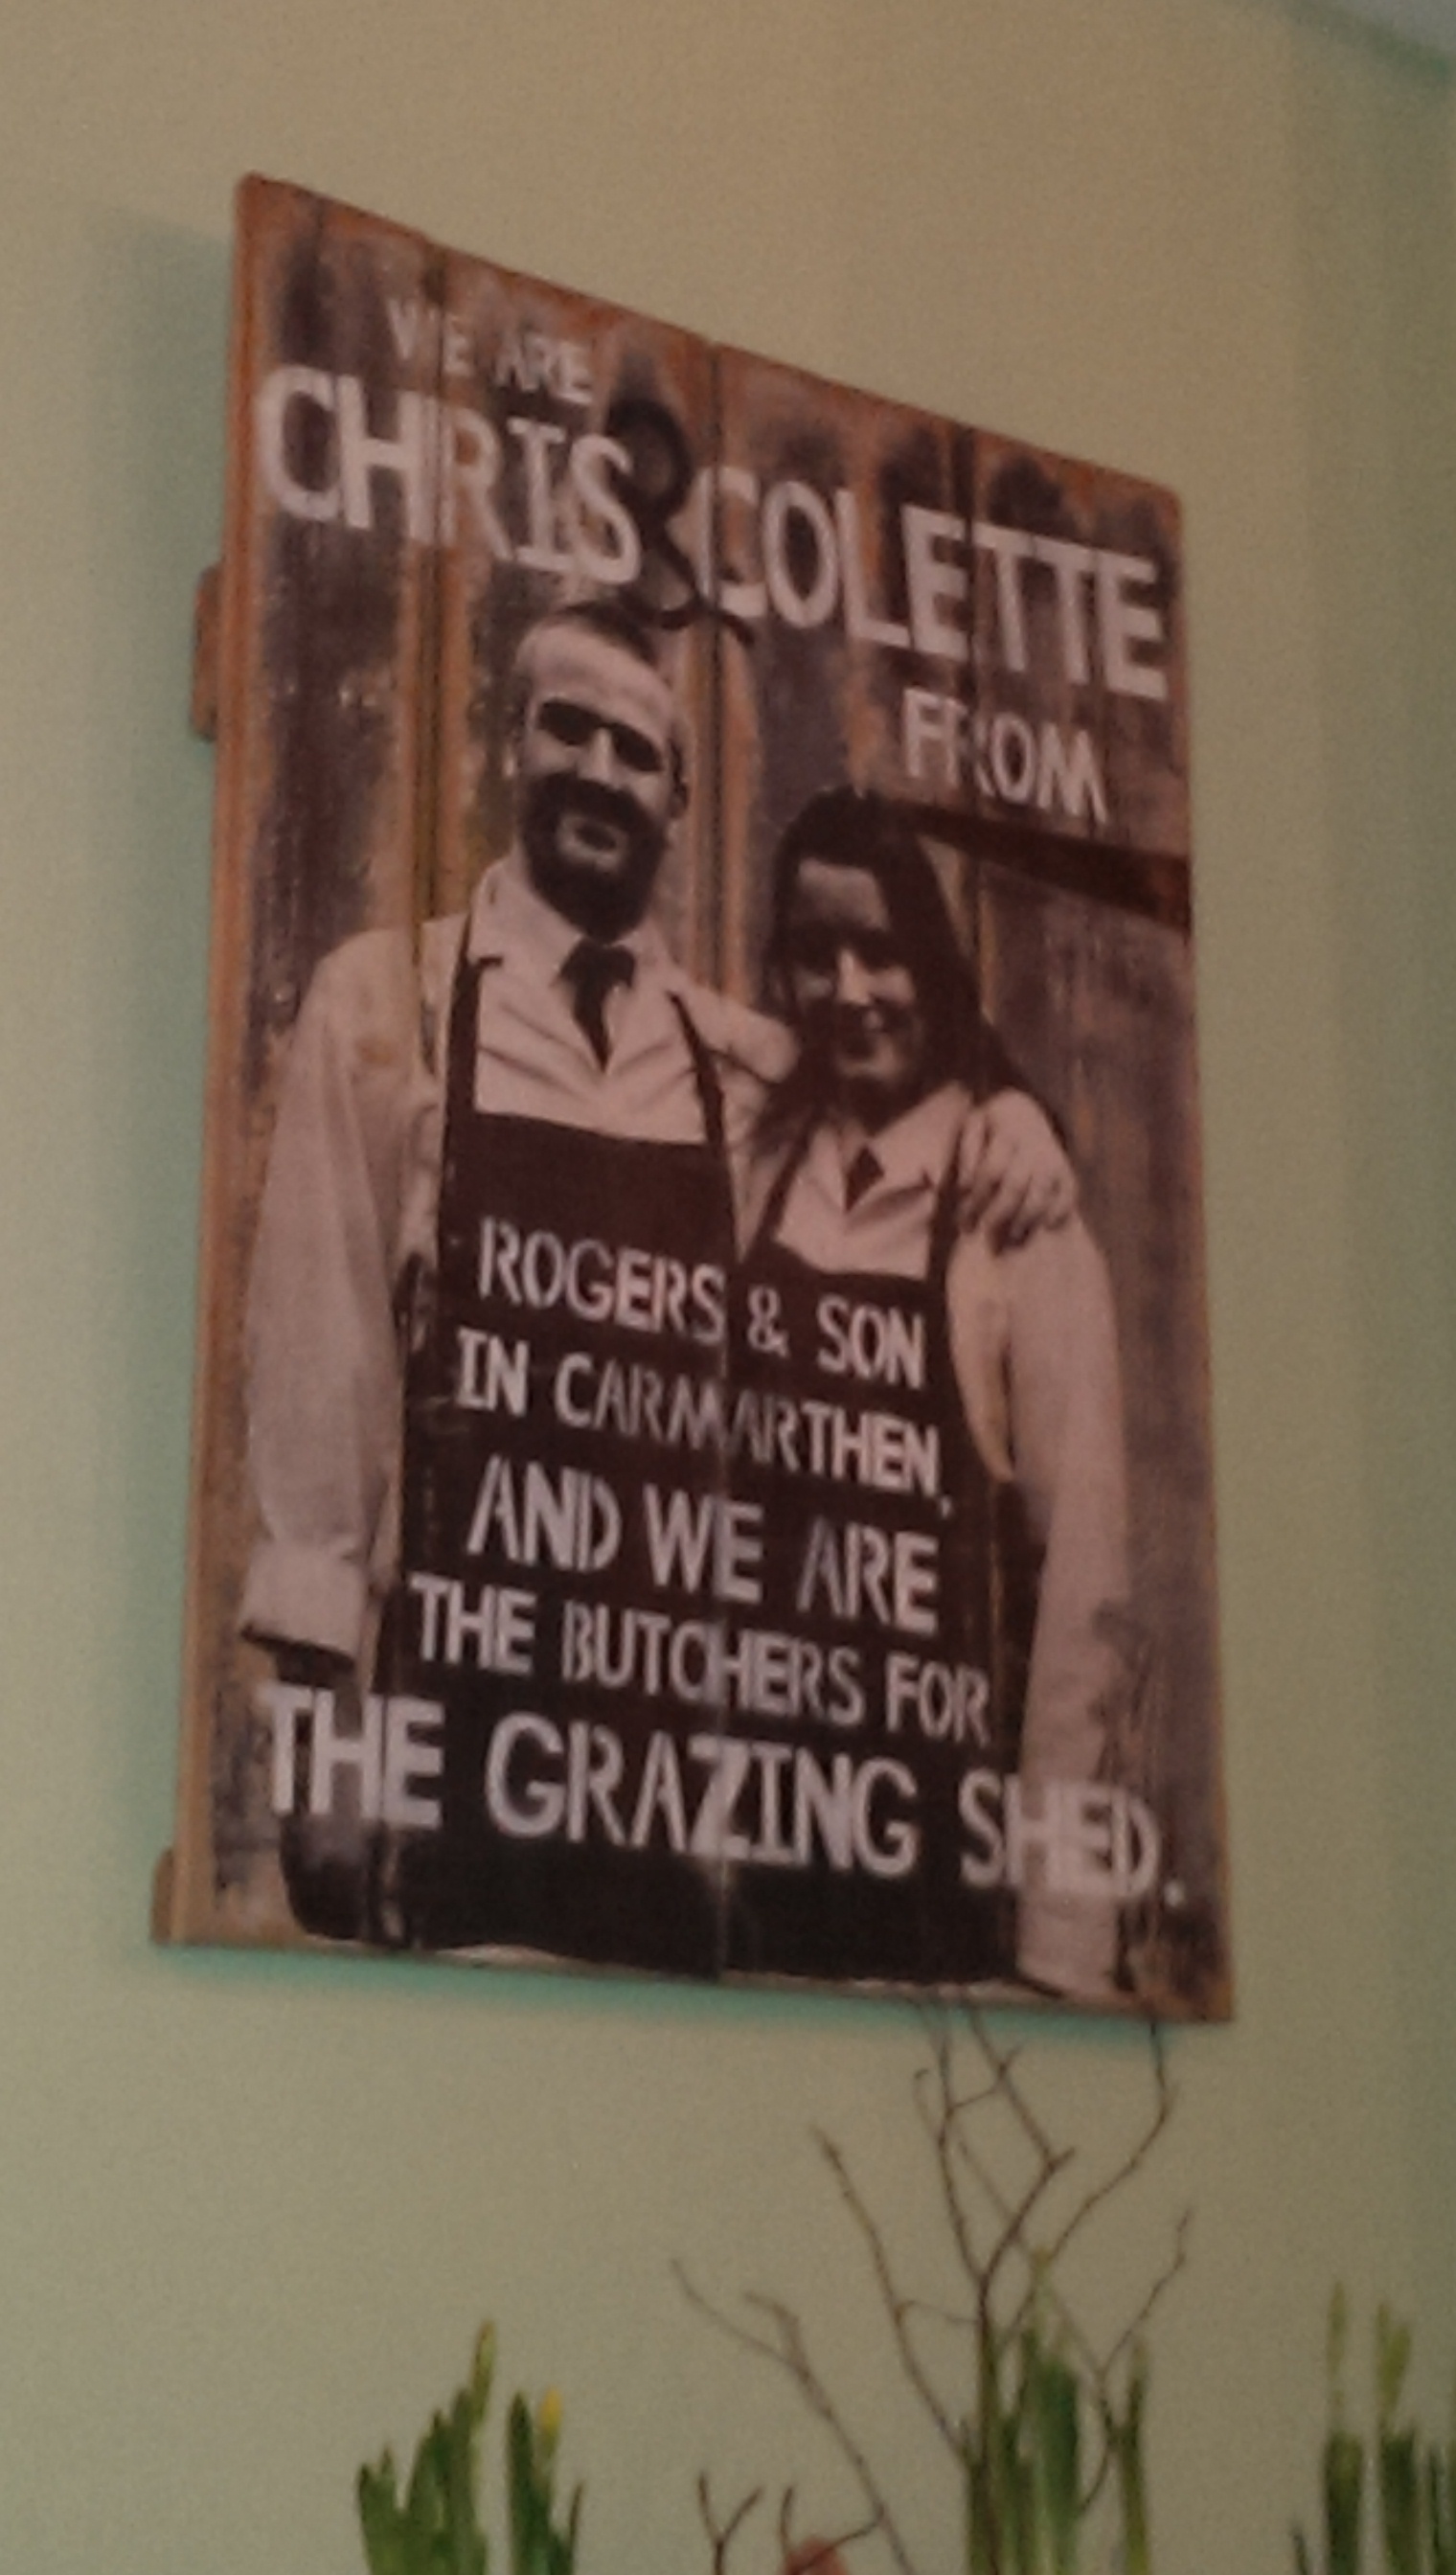 WE ARE
CHRIS & COLETTE
FROM
ROGERS & SON
IN CARMARTHEN,
AND WE ARE
THE BUTCHERS FOR
THE GRAZING SHED.